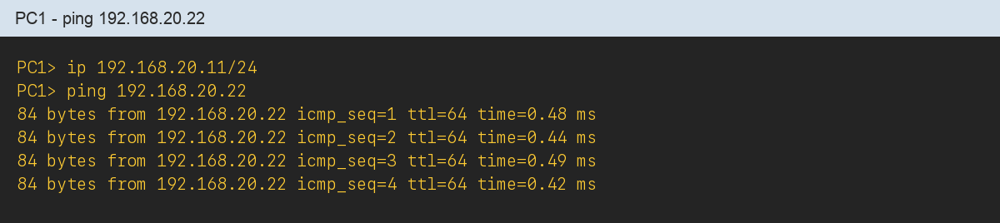 PC1 - ping 192.168.20.22
PC1> ip 192.168.20.11/24
PC1> ping 192.168.20.22
84 bytes from 192.168.20.22 icmp_seq=1 ttl=64 time=0.48 ms
84 bytes from 192.168.20.22 icmp_seq=2 ttl=64 time=0.44 ms
84 bytes from 192.168.20.22 icmp_seq=3 ttl=64 time=0.49 ms
84 bytes from 192.168.20.22 icmp_seq=4 ttl=64 time=0.42 ms